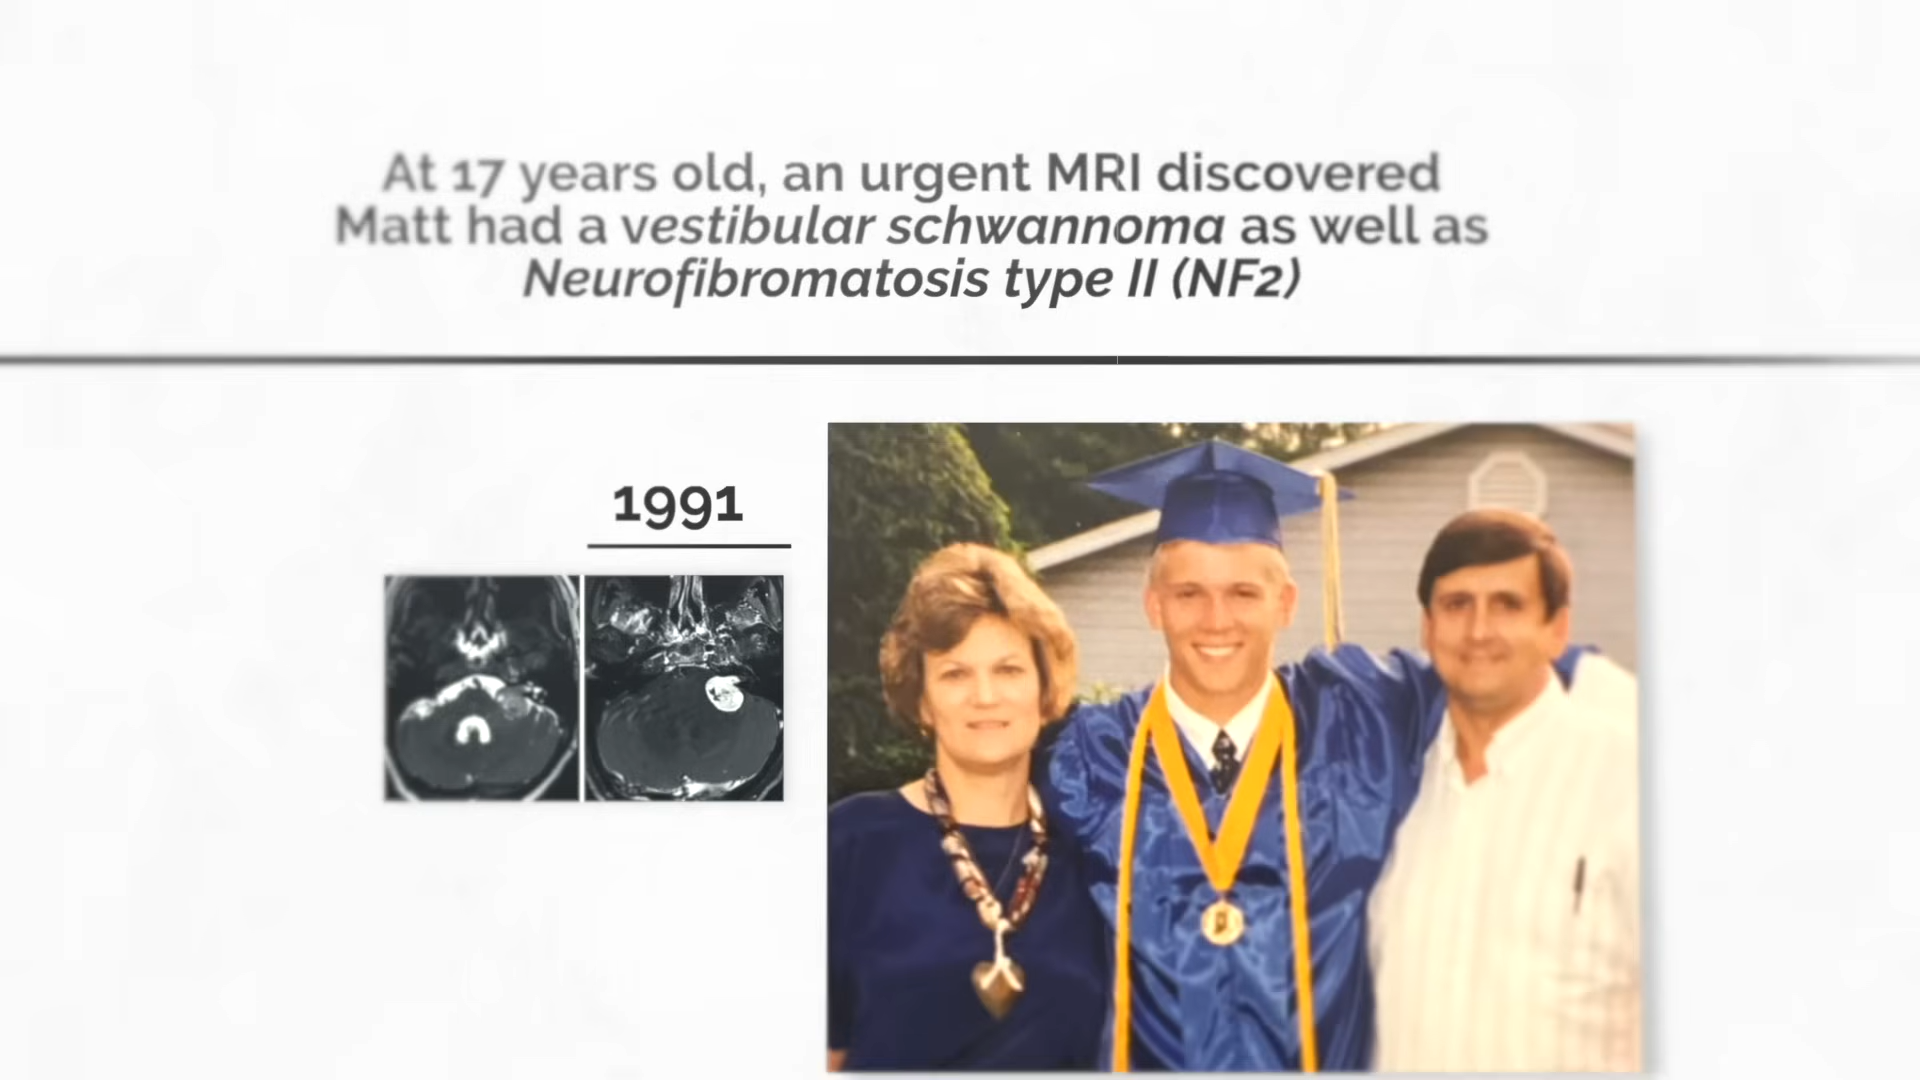 At 17 years old, an urgent MRI discovered
Matt had a vestibular schwannoma as well as
Neurofibromatosis type II (NF2)
1991